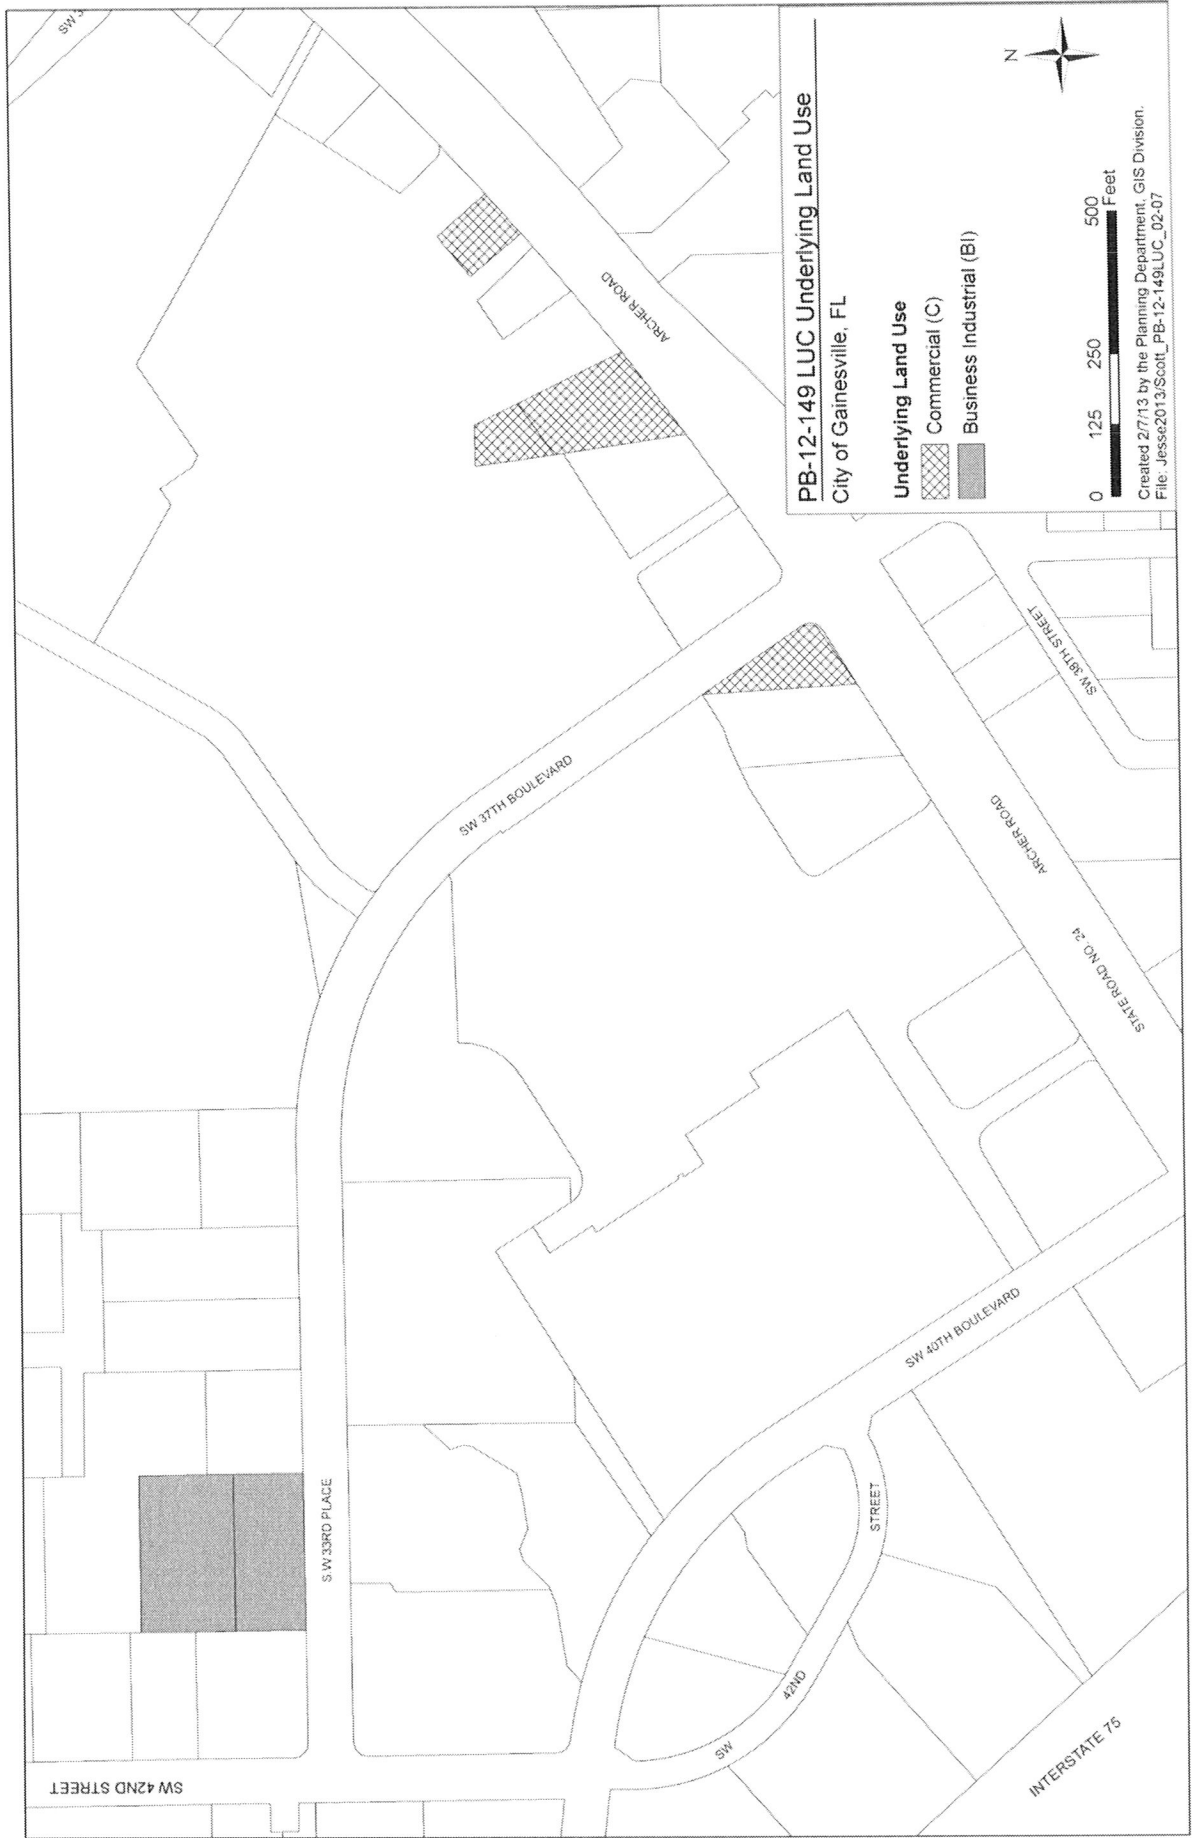 PB-12-149 LUC Underlying Land Use
City of Gainesville, FL
Underlying Land Use
Commercial (C)
Business Industrial (BI)
0 125 250 500
Feet
Created 2/7/13 by the Planning Department, GIS Division.
File: Jesse2013/Scott_PB-12-149LUC_02-07
N
SW 42ND STREET
S.W 33RD PLACE
SW 37TH BOULEVARD
ARCHER ROAD
SW 38TH STREET
ARCHER ROAD
STATE ROAD NO. 24
SW 40TH BOULEVARD
SW
42ND
STREET
INTERSTATE 75